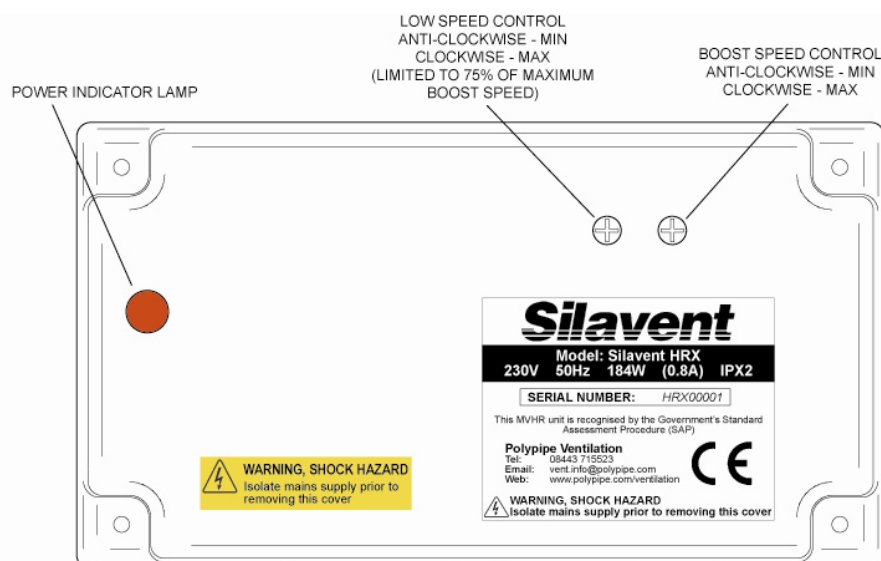 LOW SPEED CONTROL
ANTI-CLOCKWISE - MIN
CLOCKWISE - MAX
(LIMITED TO 75% OF MAXIMUM
BOOST SPEED)
BOOST SPEED CONTROL
ANTI-CLOCKWISE - MIN
CLOCKWISE - MAX
POWER INDICATOR LAMP
Silavent
Model: Silavent HRX
230V 50Hz 184W (0.8A) IPX2
SERIAL NUMBER: HRX00001
This MVHR unit is recognised by the Government's Standard
Assessment Procedure (SAP)
Polypipe Ventilation
Tel: 08443 715523
Email: vent.info@polypipe.com
Web: www.polypipe.com/ventilation
CE
WARNING, SHOCK HAZARD
Isolate mains supply prior to removing this cover
WARNING, SHOCK HAZARD
Isolate mains supply prior to
removing this cover